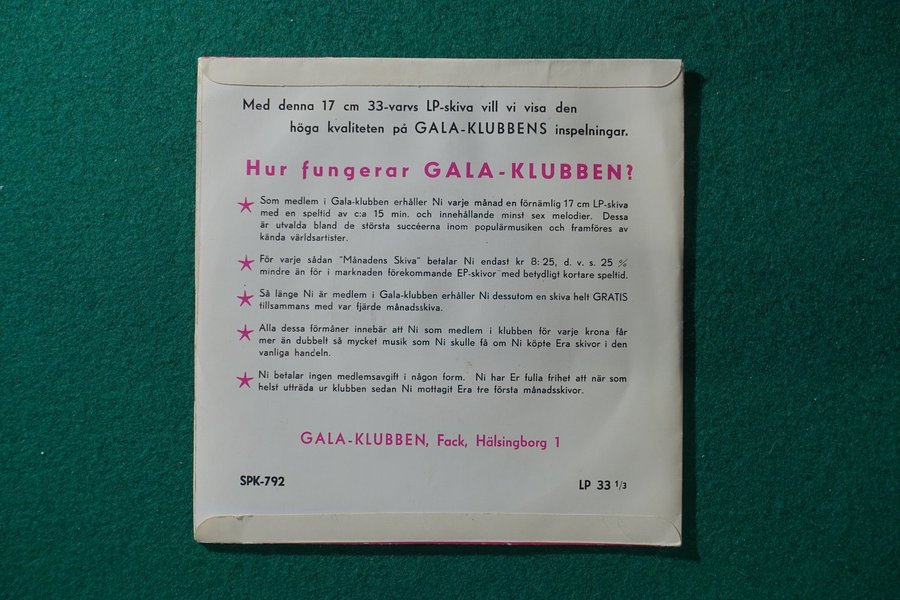 Med denna 17 cm 33-varvs LP-skiva vill vi visa den
höga kvaliteten på GALA-KLUBBENS inspelningar.
Hur fungerar GALA-KLUBBEN?
Som medlem i Gala-klubben erhåller Ni varje månad en förnämlig 17 cm LP-skiva
med en speltid av c:a 15 min. och innehållande minst sex melodier. Dessa
är utvalda bland de största succéerna inom populärmusiken och framföres av
kända världsartister.
För varje sådan "Månadens Skiva" betalar Ni endast kr 8:25, d. v. s. 25 %
mindre än för i marknaden förekommande EP-skivor med betydligt kortare speltid.
Så länge Ni är medlem i Gala-klubben erhåller Ni dessutom en skiva helt GRATIS
tillsammans med var fjärde månadsskiva.
Alla dessa förmåner innebär att Ni som medlem i klubben för varje krona får
mer än dubbelt så mycket musik som Ni skulle få om Ni köpte Era skivor i den
vanliga handeln.
Ni betalar ingen medlemsavgift i någon form. Ni har Er fulla frihet att när som
helst utträda ur klubben sedan Ni mottagit Era tre första månadsskivor.
GALA-KLUBBEN, Fack, Hälsingborg 1
SPK-792
LP 33 1/3